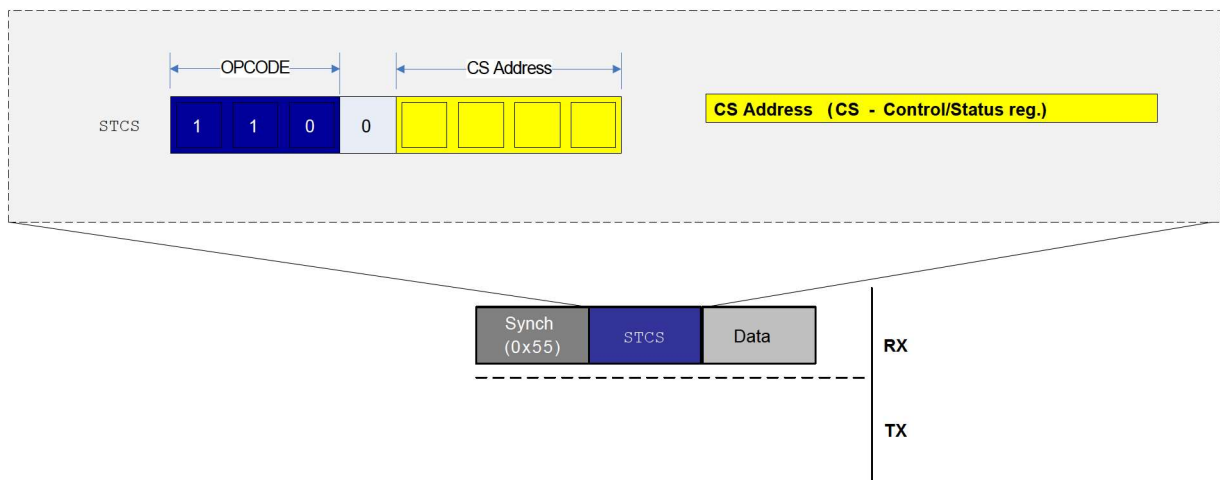 OPCODE
CS Address
STCS
1 1 0 0
CS Address (CS - Control/Status reg.)
Synch
(0x55)
STCS
Data
RX
TX